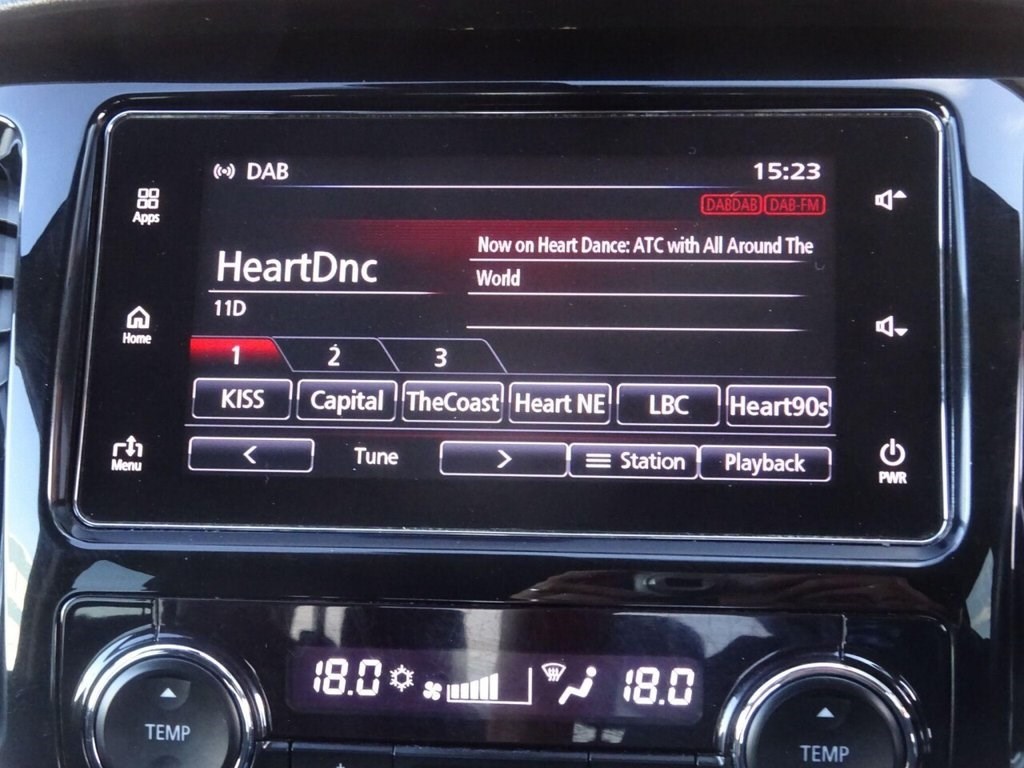 DAB
15:23
Apps
DABDAB DAB-FM
Now on Heart Dance: ATC with All Around The
World
HeartDnc
11D
Home
1 2 3
KISS Capital TheCoast Heart NE LBC Heart90s
Menu
< Tune > Station Playback
PWR
18.0 18.0
TEMP
TEMP